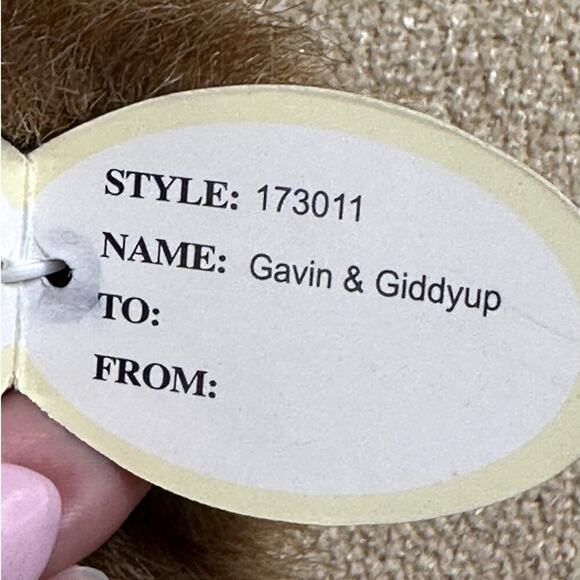 STYLE: 173011
NAME: Gavin & Giddyup
TO:
FROM: